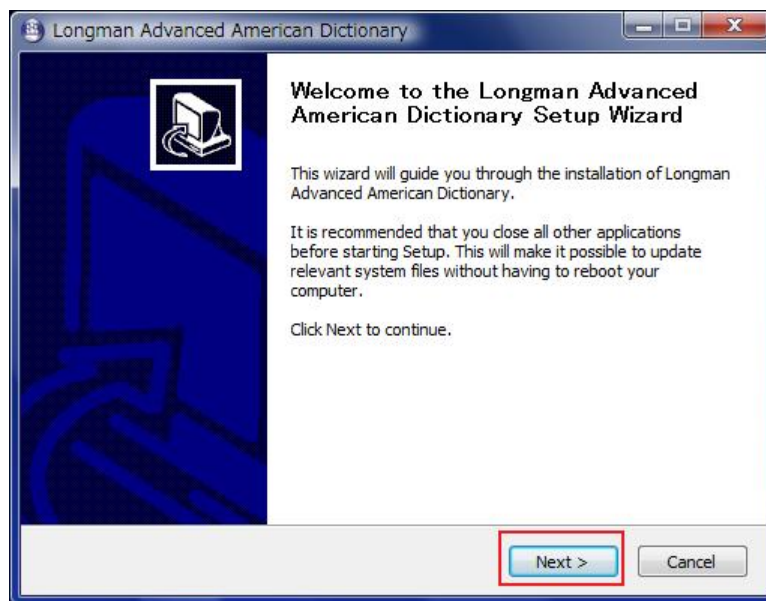 Longman Advanced American Dictionary
Welcome to the Longman Advanced
American Dictionary Setup Wizard
This wizard will guide you through the installation of Longman
Advanced American Dictionary.
It is recommended that you close all other applications
before starting Setup. This will make it possible to update
relevant system files without having to reboot your
computer.
Click Next to continue.
Next >
Cancel